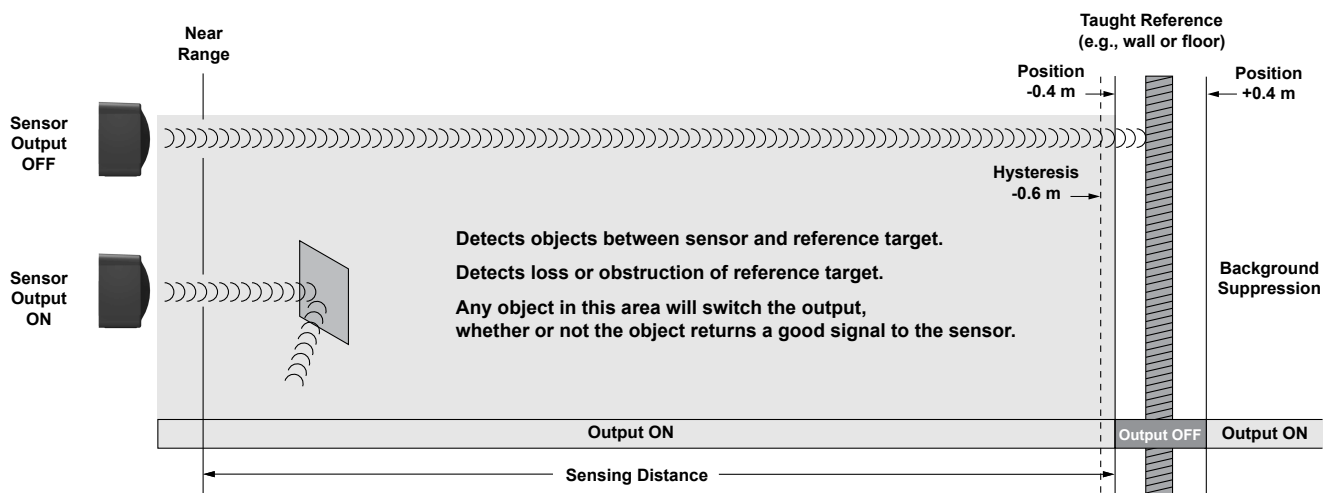 Taught Reference
(e.g., wall or floor)
Near
Range
Position
-0.4 m
Position
+0.4 m
Sensor
Output
OFF
Hysteresis
-0.6 m
Detects objects between sensor and reference target.
Detects loss or obstruction of reference target.
Any object in this area will switch the output,
whether or not the object returns a good signal to the sensor.
Sensor
Output
ON
Background
Suppression
Output ON
Output OFF
Output ON
Sensing Distance